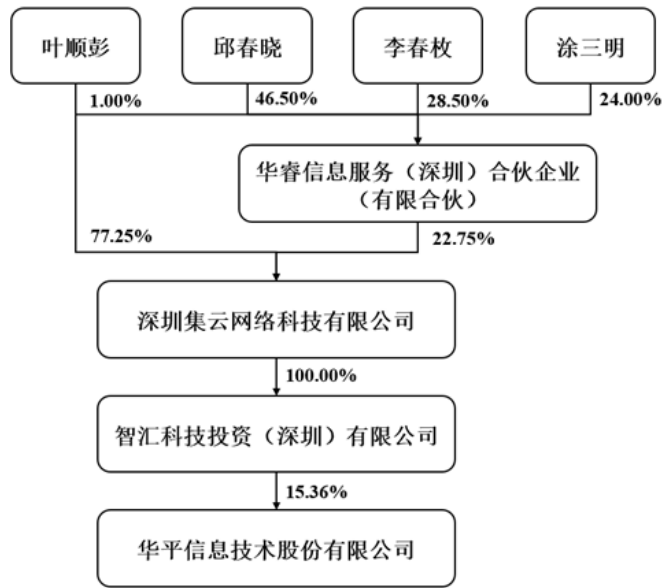 叶顺彭
邱春晓
李春枚
涂三明
1.00%
46.50%
28.50%
24.00%
华睿信息服务（深圳）合伙企业
（有限合伙）
77.25%
22.75%
深圳集云网络科技有限公司
100.00%
智汇科技投资（深圳）有限公司
15.36%
华平信息技术股份有限公司